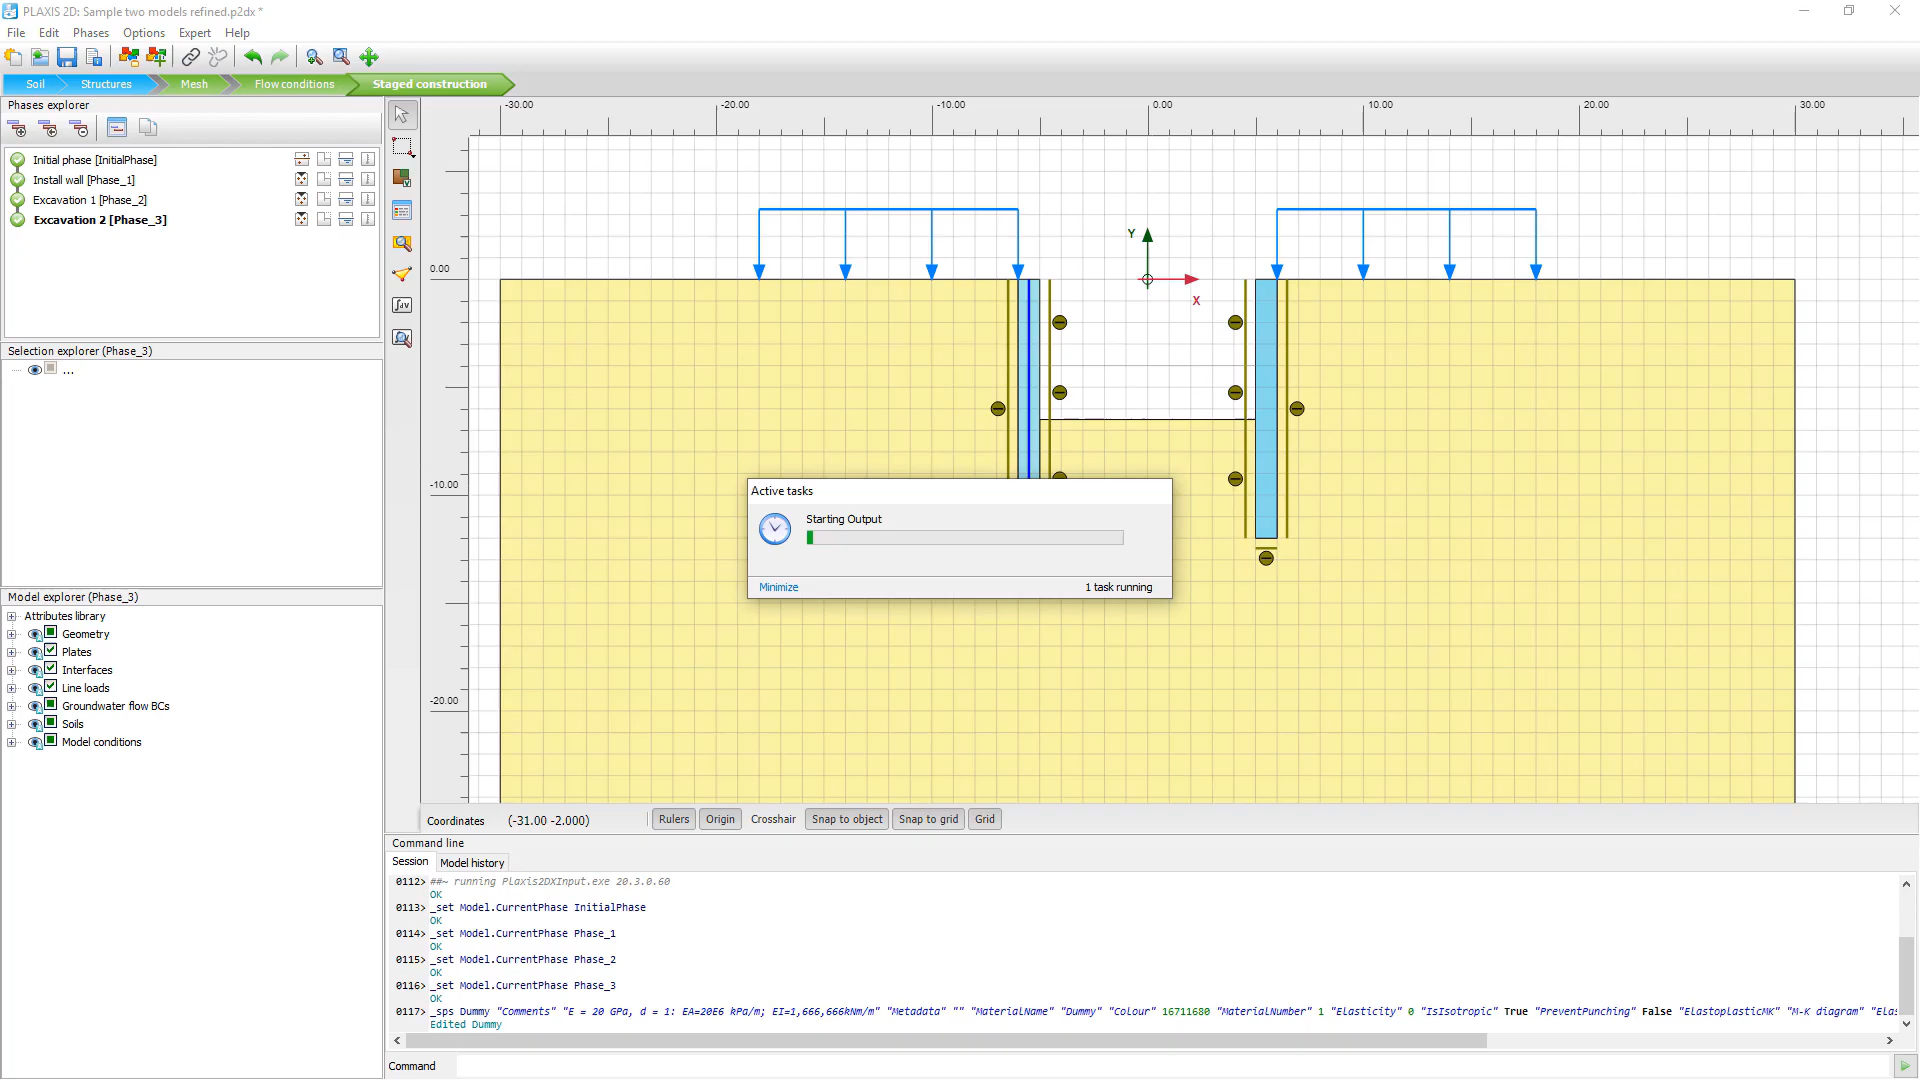 PLAXIS 2D: Sample two models refined.p2dx *
File Edit Phases Options Expert Help
Soil Structures Mesh Flow conditions Staged construction
Phases explorer
Initial phase [InitialPhase]
Install wall [Phase_1]
Excavation 1 [Phase_2]
Excavation 2 [Phase_3]
Selection explorer (Phase_3)
...
Model explorer (Phase_3)
Attributes library
Geometry
Plates
Interfaces
Line loads
Groundwater flow BCs
Soils
Model conditions
-30.00 -20.00 -10.00 0.00 10.00 20.00 30.00
Y
0.00
X
-10.00
-20.00
Active tasks
Starting Output
Minimize 1 task running
Coordinates (-31.00 -2.000) Rulers Origin Crosshair Snap to object Snap to grid Grid
Command line
Session Model history
0112> ##~ running Plaxis2DXInput.exe 20.3.0.60
OK
0113> _set Model.CurrentPhase InitialPhase
OK
0114> _set Model.CurrentPhase Phase_1
OK
0115> _set Model.CurrentPhase Phase_2
OK
0116> _set Model.CurrentPhase Phase_3
OK
0117> _sps Dummy "Comments" "E = 20 GPa, d = 1: EA=20E6 kPa/m; EI=1,666,666kNm/m" "Metadata" "" "MaterialName" "Dummy" "Colour" 16711680 "MaterialNumber" 1 "Elasticity" 0 "IsIsotropic" True "PreventPunching" False "ElastoplasticMK" "M-K diagram" "Elas
Edited Dummy
Command